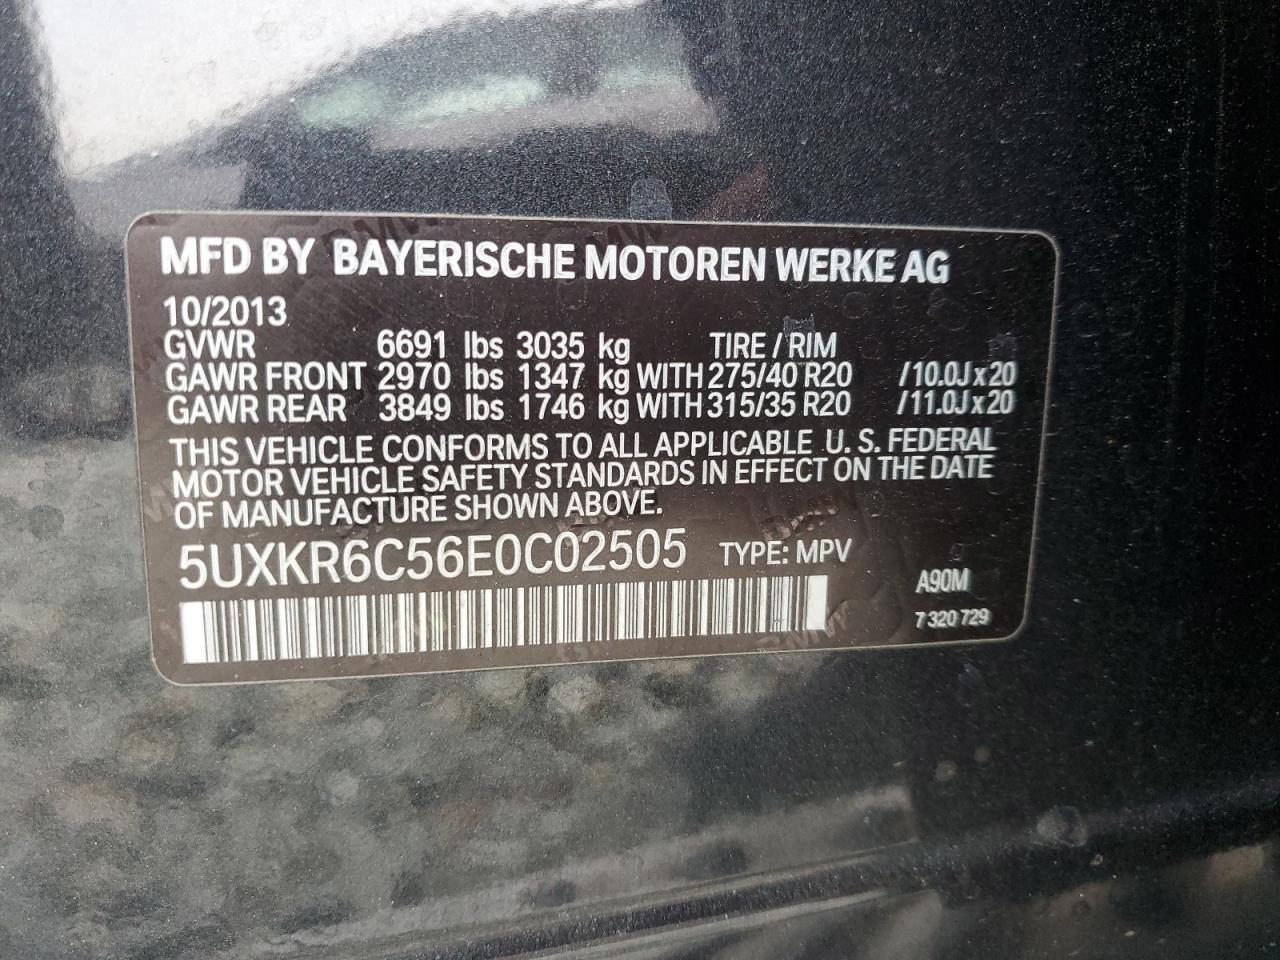 MFD BY BAYERISCHE MOTOREN WERKE AG
10/2013
GVWR 6691 lbs 3035 kg TIRE / RIM
GAWR FRONT 2970 lbs 1347 kg WITH 275/40 R20 /10.0J x 20
GAWR REAR 3849 lbs 1746 kg WITH 315/35 R20 /11.0J x 20
THIS VEHICLE CONFORMS TO ALL APPLICABLE U. S. FEDERAL
MOTOR VEHICLE SAFETY STANDARDS IN EFFECT ON THE DATE
OF MANUFACTURE SHOWN ABOVE.
5UXKR6C56E0C02505 TYPE: MPV
A90M
7 320 729